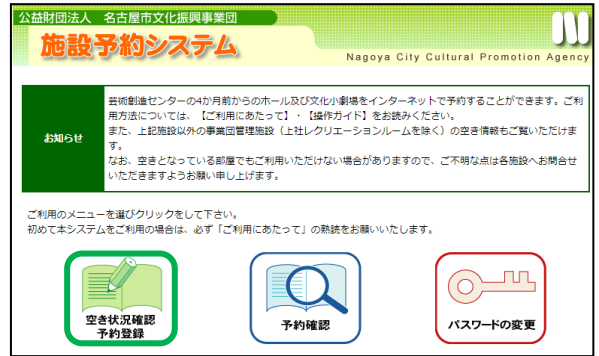 公益財団法人 名古屋市文化振興事業団
施設予約システム
Nagoya City Cultural Promotion Agency
お知らせ
芸術創造センターの4か月前からのホール及び文化小劇場をインターネットで予約することができます。ご利
用方法については、【ご利用にあたって】・【操作ガイド】をお読みください。
また、上記施設以外の事業団管理施設（上社レクリエーションルームを除く）の空き情報もご覧いただけま
す。
なお、空きとなっている部屋でもご利用いただけない場合がありますので、ご不明な点は各施設へお問合せ
いただきますようお願い申し上げます。
ご利用のメニューを選びクリックをして下さい。
初めて本システムをご利用の場合は、必ず「ご利用にあたって」の熟読をお願いいたします。
空き状況確認
予約登録
予約確認
パスワードの変更